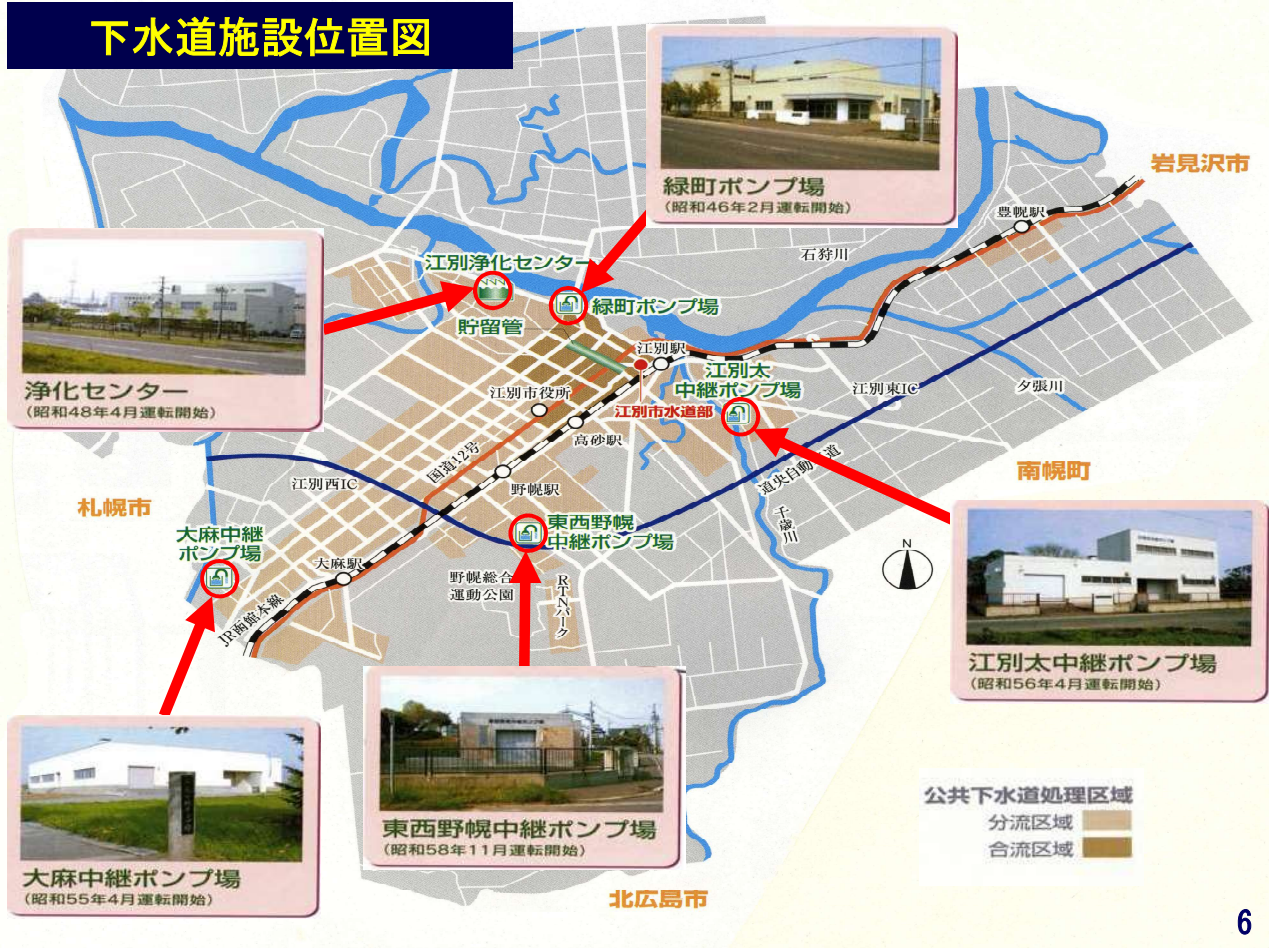 下水道施設位置図
緑町ポンプ場
(昭和46年2月運転開始)
岩見沢市
豊幌駅
石狩川
江別浄化センター
緑町ポンプ場
貯留管
浄化センター
(昭和48年4月運転開始)
江別駅
江別太
中継ポンプ場
江別市役所
江別市水道部
江別東IC
夕張川
高砂駅
国道12号
道央自動車道
南幌町
江別西IC
野幌駅
札幌市
千歳川
東西野幌
中継ポンプ場
大麻中継
ポンプ場
大麻駅
N
野幌総合
運動公園
RTNパーク
JR函館本線
江別太中継ポンプ場
(昭和56年4月運転開始)
東西野幌中継ポンプ場
(昭和58年11月運転開始)
大麻中継ポンプ場
(昭和55年4月運転開始)
公共下水道処理区域
分流区域
合流区域
北広島市
6